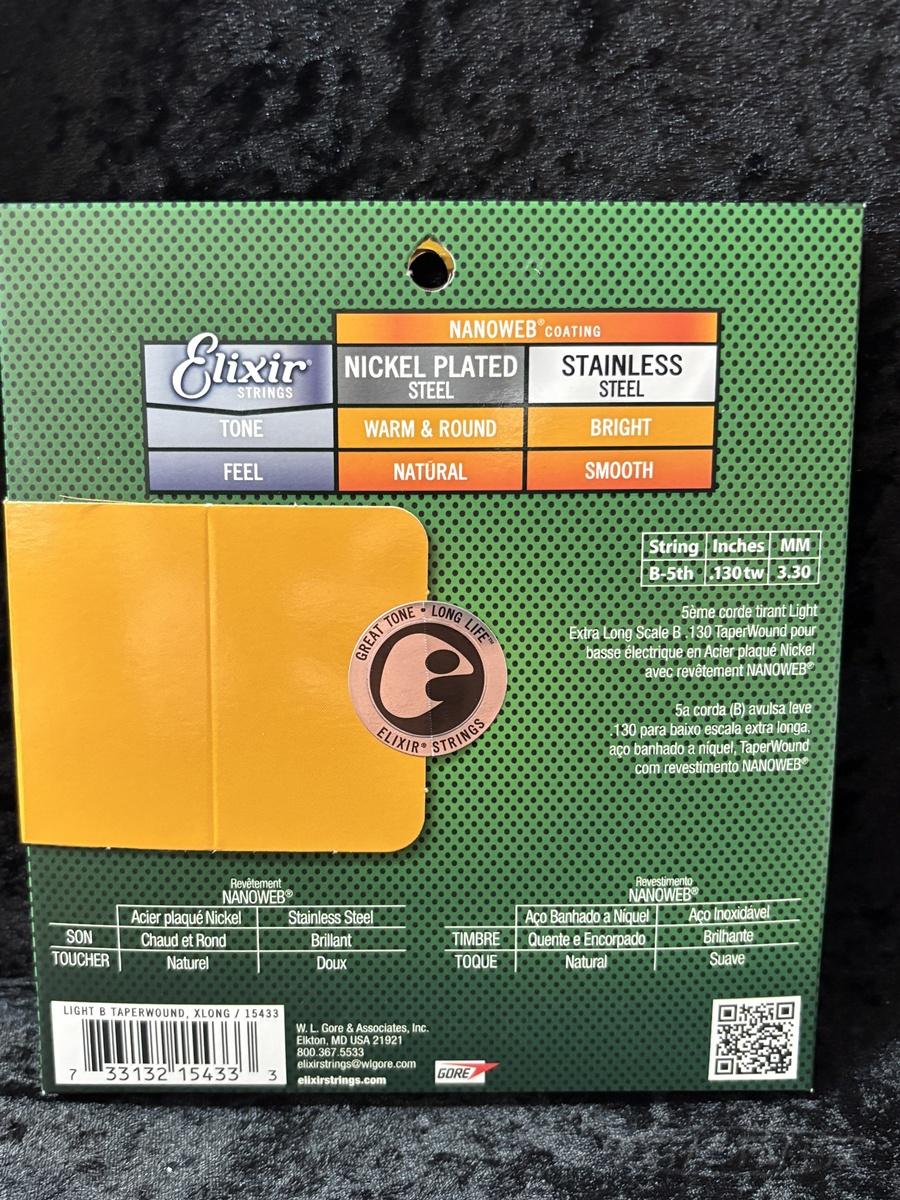 NANOWEB® COATING
Elixir®
STRINGS
NICKEL PLATED
STEEL
STAINLESS
STEEL
TONE
WARM & ROUND
BRIGHT
FEEL
NATURAL
SMOOTH
String Inches MM
B-5th .130tw 3.30
5ème corde tirant Light
Extra Long Scale B .130 TaperWound pour
basse électrique en Acier plaqué Nickel
avec revêtement NANOWEB®
5a corda (B) avulsa leve
.130 para baixo escala extra longa,
aço banhado a níquel, TaperWound
com revestimento NANOWEB®
GREAT TONE • LONG LIFE™
ELIXIR® STRINGS
Revêtement
NANOWEB®
Acier plaqué Nickel Stainless Steel
SON Chaud et Rond Brillant
TOUCHER Naturel Doux
Revestimento
NANOWEB®
Aço Banhado a Níquel Aço Inoxidável
TIMBRE Quente e Encorpado Brilhante
TOQUE Natural Suave
LIGHT B TAPERWOUND, XLONG / 15433
7 33132 15433 3
W. L. Gore & Associates, Inc.
Elkton, MD USA 21921
800.367.5533
elixirstrings@wlgore.com
elixirstrings.com
GORE